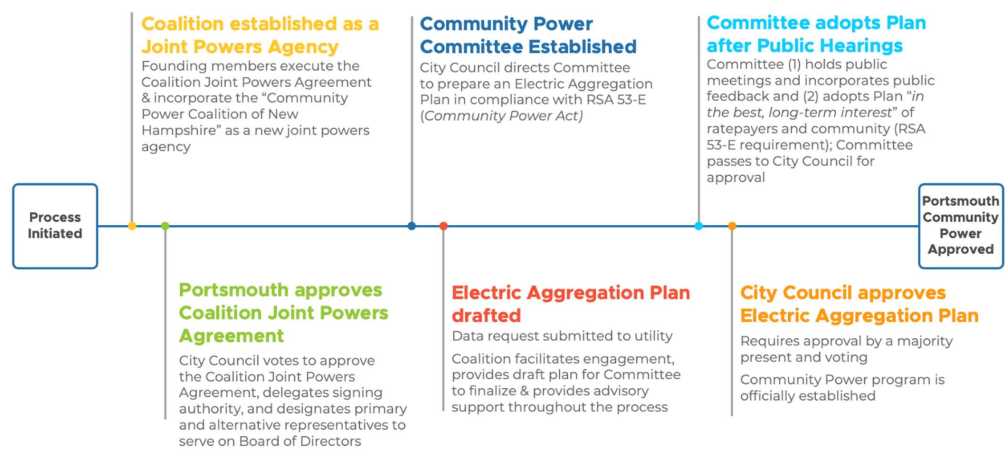 Process
Initiated
Coalition established as a
Joint Powers Agency
Founding members execute the
Coalition Joint Powers Agreement
& incorporate the “Community
Power Coalition of New
Hampshire” as a new joint powers
agency
Portsmouth approves
Coalition Joint Powers
Agreement
City Council votes to approve
the Coalition Joint Powers
Agreement, delegates signing
authority, and designates primary
and alternative representatives to
serve on Board of Directors
Community Power
Committee Established
City Council directs Committee
to prepare an Electric Aggregation
Plan in compliance with RSA 53-E
(Community Power Act)
Electric Aggregation Plan
drafted
Data request submitted to utility
Coalition facilitates engagement,
provides draft plan for Committee
to finalize & provides advisory
support throughout the process
Committee adopts Plan
after Public Hearings
Committee (1) holds public
meetings and incorporates public
feedback and (2) adopts Plan “in
the best, long-term interest” of
ratepayers and community (RSA
53-E requirement); Committee
passes to City Council for
approval
City Council approves
Electric Aggregation Plan
Requires approval by a majority
present and voting
Community Power program is
officially established
Portsmouth
Community
Power
Approved